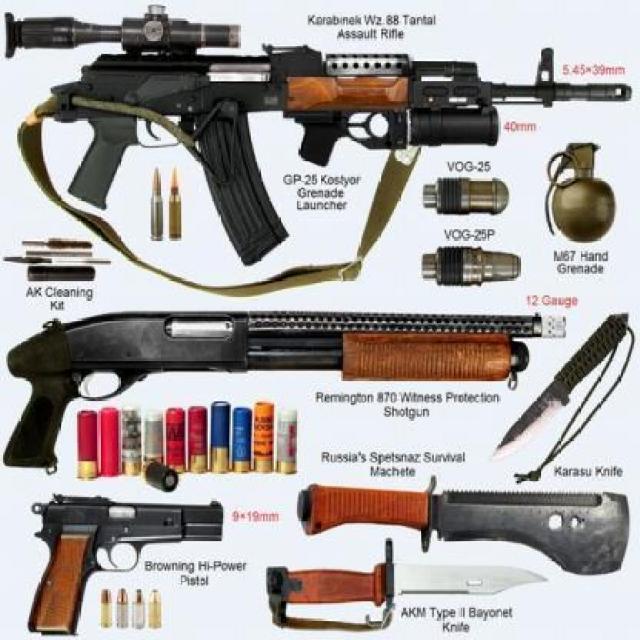 Karabinek Wz.88 Tantal
Assault Rifle
5.45×39mm
40mm
GP-25 Kostyor
Grenade
Launcher
VOG-25
VOG-25P
M67 Hand
Grenade
AK Cleaning
Kit
12 Gauge
Remington 870 Witness Protection
Shotgun
Karasu Knife
Russia's Spetsnaz Survival
Machete
9×19mm
Browning Hi-Power
Pistol
AKM Type II Bayonet
Knife